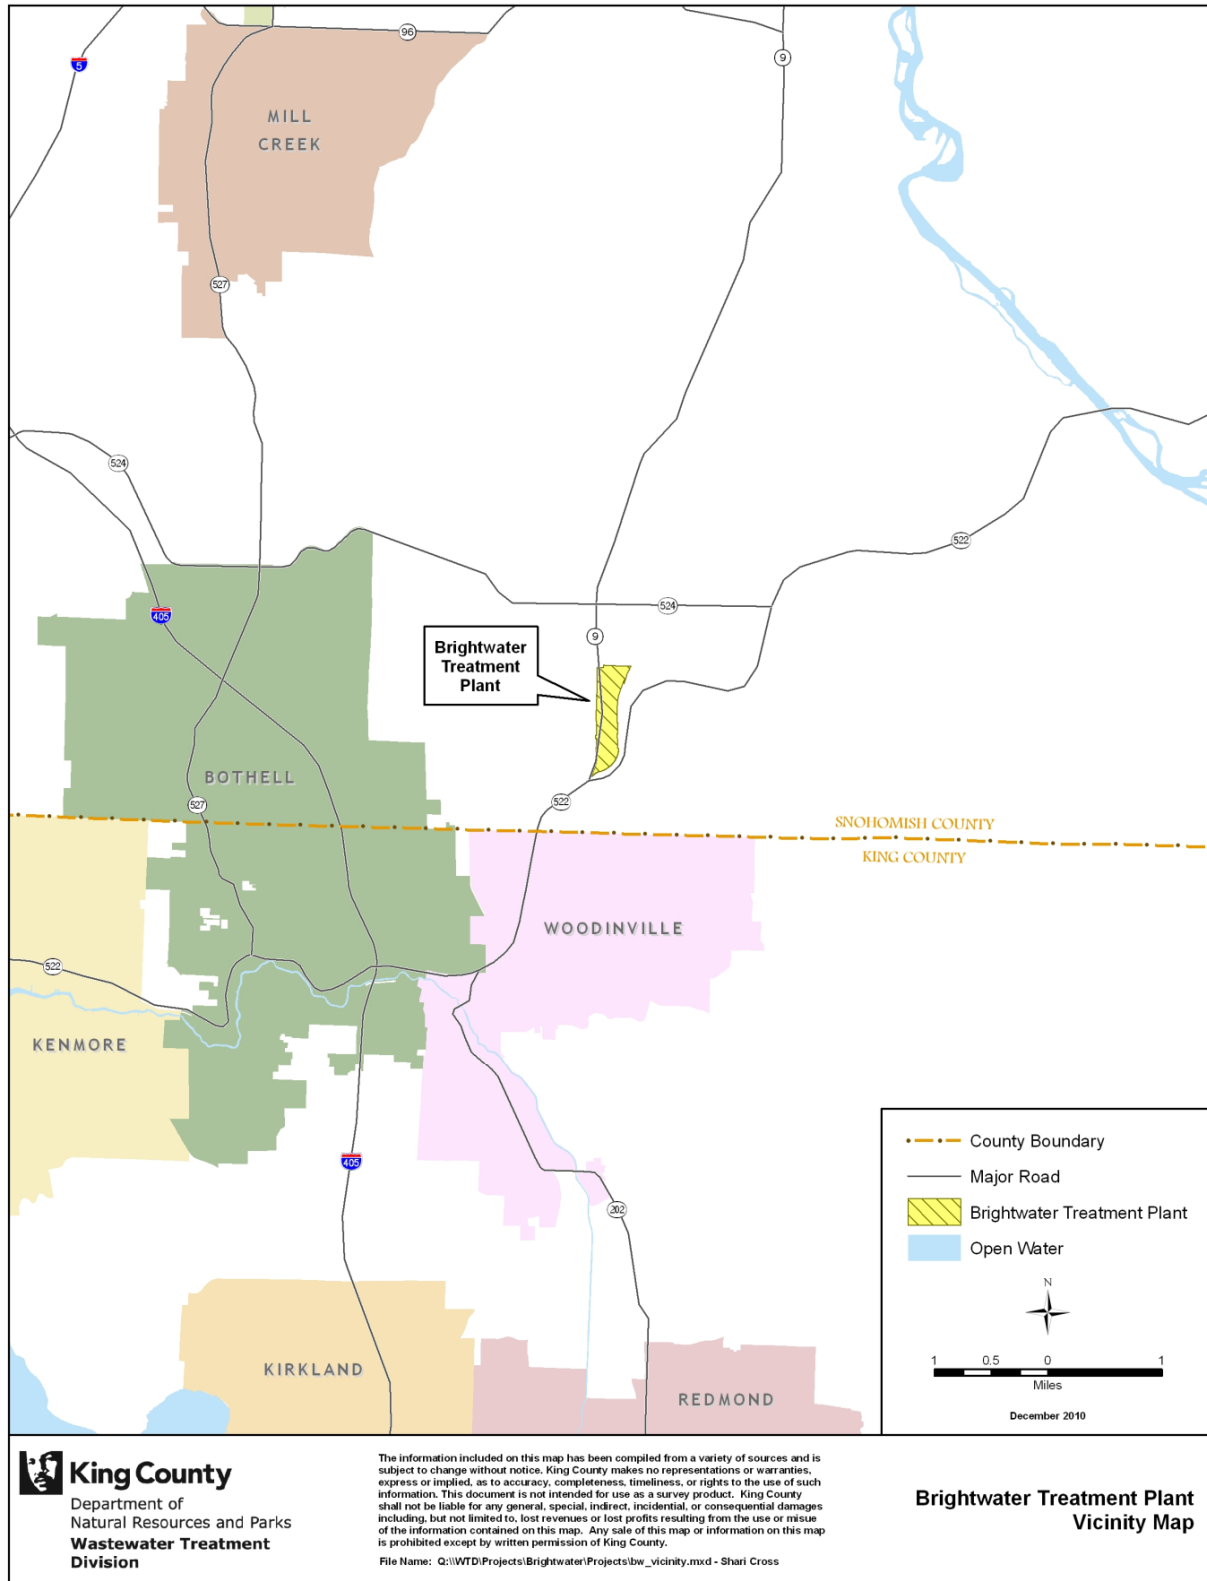 96
5
9
MILL
CREEK
527
524
522
405
524
9
Brightwater
Treatment
Plant
BOTHELL
527
522
SNOHOMISH COUNTY
KING COUNTY
WOODINVILLE
522
KENMORE
405
202
KIRKLAND
REDMOND
County Boundary
Major Road
Brightwater Treatment Plant
Open Water
N
1 0.5 0 1
Miles
December 2010
King County
Department of
Natural Resources and Parks
Wastewater Treatment
Division
The information included on this map has been compiled from a variety of sources and is
subject to change without notice. King County makes no representations or warranties,
express or implied, as to accuracy, completeness, timeliness, or rights to the use of such
information. This document is not intended for use as a survey product. King County
shall not be liable for any general, special, indirect, incidental, or consequential damages
including, but not limited to, lost revenues or lost profits resulting from the use or misue
of the information contained on this map. Any sale of this map or information on this map
is prohibited except by written permission of King County.
File Name: Q:\\WTD\Projects\Brightwater\Projects\bw_vicinity.mxd - Shari Cross
Brightwater Treatment Plant
Vicinity Map